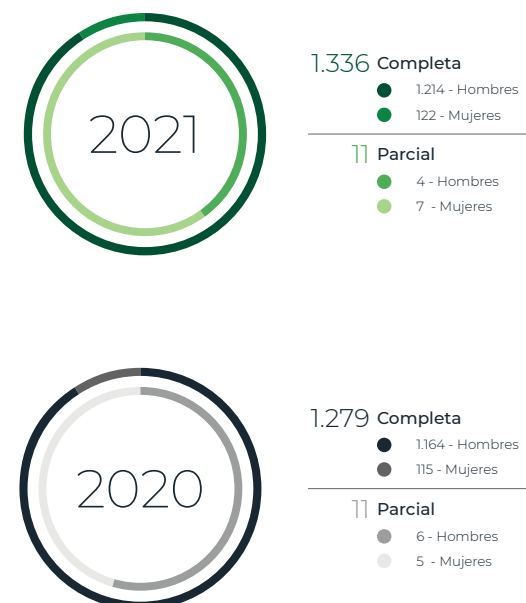 2021
1.336 Completa
1.214 - Hombres
122 - Mujeres
11 Parcial
4 - Hombres
7 - Mujeres
2020
1.279 Completa
1.164 - Hombres
115 - Mujeres
11 Parcial
6 - Hombres
5 - Mujeres